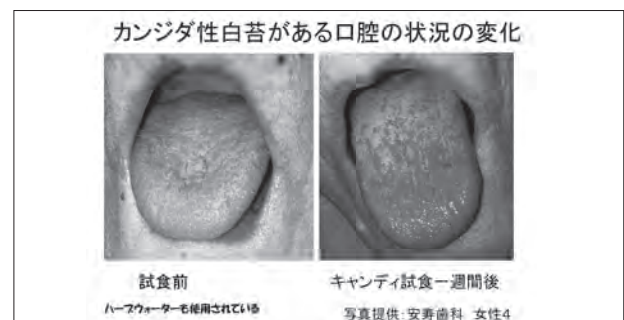 カンジダ性白苔がある口腔の状況の変化
試食前
キャンディ試食一週間後
ハーブウォーターも使用されている
写真提供:安寿歯科 女性4